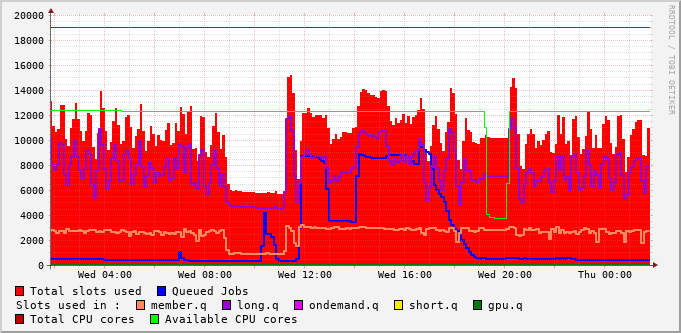 20000
18000
16000
14000
12000
10000
8000
6000
4000
2000
0
Wed 04:00 Wed 08:00 Wed 12:00 Wed 16:00 Wed 20:00 Thu 00:00
RRDTOOL / TOBI OETIKER
Total slots used Queued Jobs
Slots used in : member.q long.q ondemand.q short.q gpu.q
Total CPU cores Available CPU cores